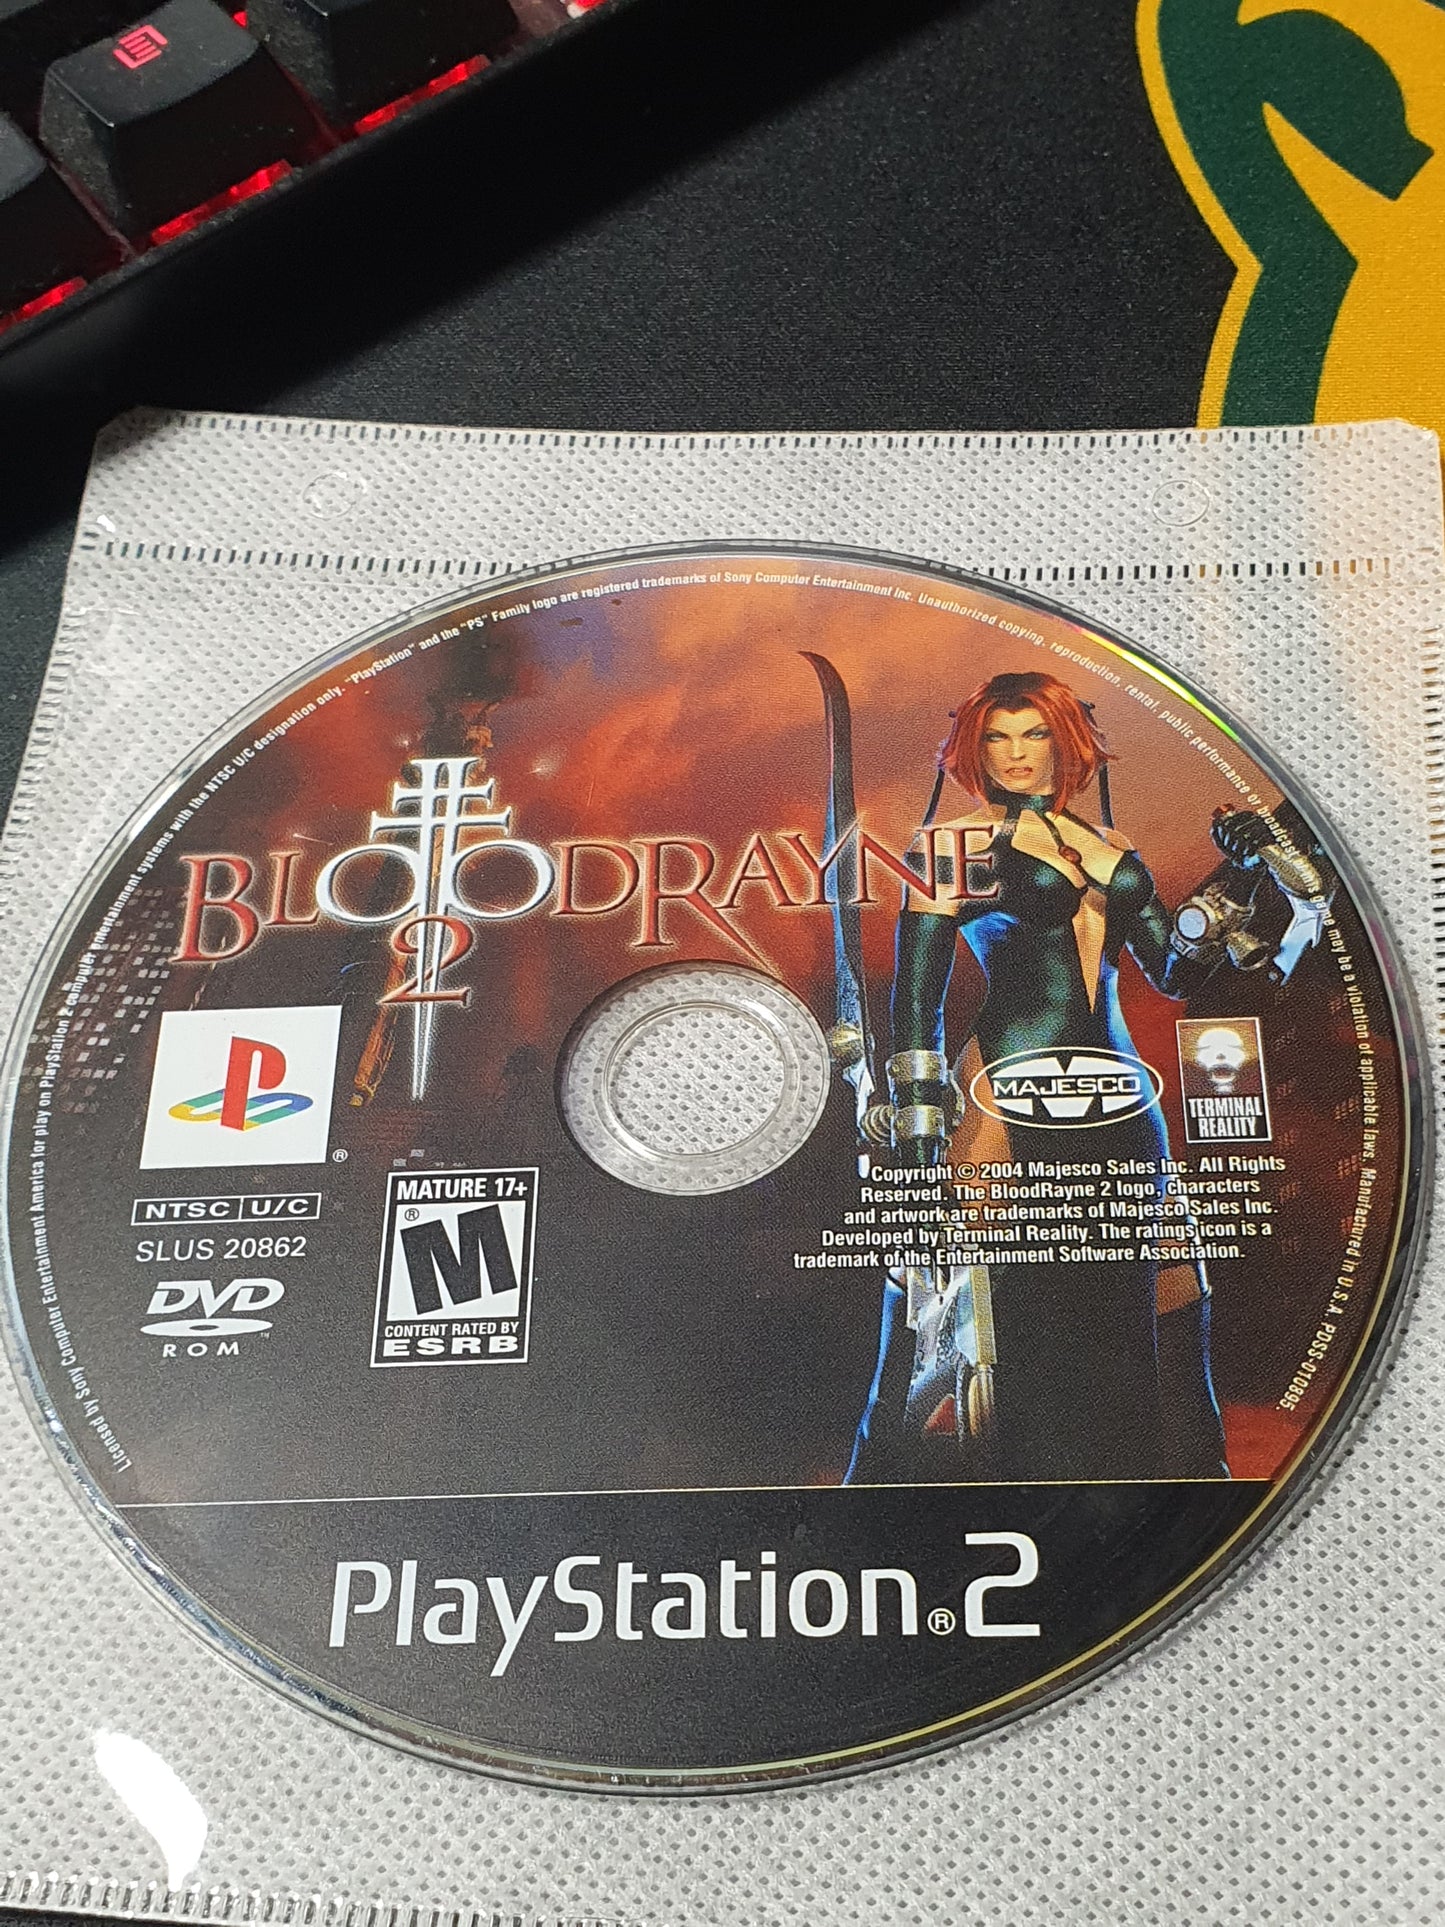 Licensed by Sony Computer Entertainment America for play on PlayStation 2 computer entertainment systems with the NTSC U/C designation only. "PlayStation" and the "PS" Family logo are registered trademarks of Sony Computer Entertainment Inc. Unauthorized copying, reproduction, rental, public performance or broadcast of this game may be a violation of applicable laws. Manufactured in U.S.A. PDSS-010895.
BLOODRAYNE
2
®
NTSC U/C
SLUS 20862
DVD
ROM
™
MATURE 17+
®
M
CONTENT RATED BY
ESRB
MAJESCO
TERMINAL
REALITY
Copyright © 2004 Majesco Sales Inc. All Rights
Reserved. The BloodRayne 2 logo, characters
and artwork are trademarks of Majesco Sales Inc.
Developed by Terminal Reality. The ratings icon is a
trademark of the Entertainment Software Association.
PlayStation®2